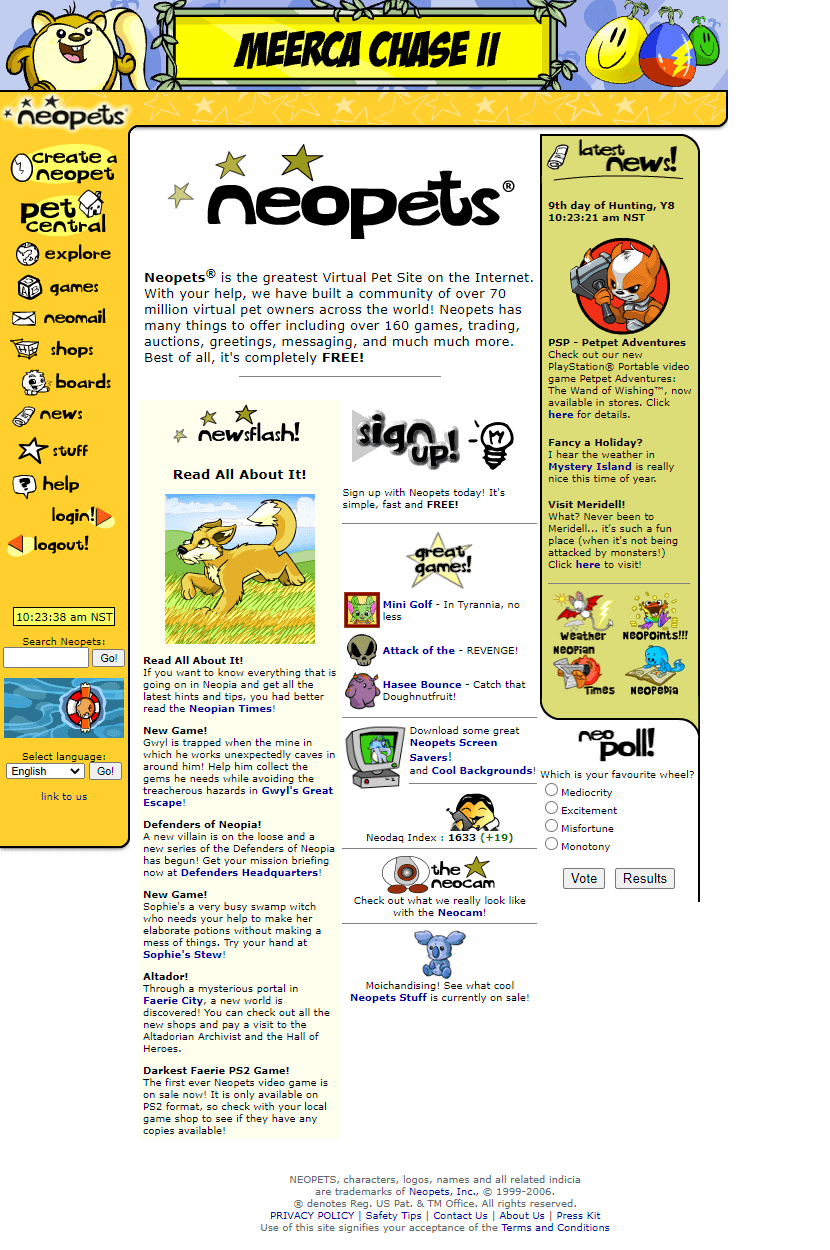 MEERCA CHASE II
neopets
create a
neopet
pet
central
explore
games
neomail
shops
boards
news
stuff
help
login!
logout!
10:23:38 am NST
Search Neopets:
Go!
Select language:
English
Go!
link to us
neopets®
Neopets® is the greatest Virtual Pet Site on the Internet.
With your help, we have built a community of over 70
million virtual pet owners across the world! Neopets has
many things to offer including over 160 games, trading,
auctions, greetings, messaging, and much much more.
Best of all, it's completely FREE!
newsflash!
Read All About It!
Read All About It!
If you want to know everything that is
going on in Neopia and get all the
latest hints and tips, you had better
read the Neopian Times!
New Game!
Gwyl is trapped when the mine in
which he works unexpectedly caves in
around him! Help him collect the
gems he needs while avoiding the
treacherous hazards in Gwyl's Great
Escape!
Defenders of Neopia!
A new villain is on the loose and a
new series of the Defenders of Neopia
has begun! Get your mission briefing
now at Defenders Headquarters!
New Game!
Sophie's a very busy swamp witch
who needs your help to make her
elaborate potions without making a
mess of things. Try your hand at
Sophie's Stew!
Altador!
Through a mysterious portal in
Faerie City, a new world is
discovered! You can check out all the
new shops and pay a visit to the
Altadorian Archivist and the Hall of
Heroes.
Darkest Faerie PS2 Game!
The first ever Neopets video game is
on sale now! It is only available on
PS2 format, so check with your local
game shop to see if they have any
copies available!
sign
up!
Sign up with Neopets today! It's
simple, fast and FREE!
great
games!
Mini Golf - In Tyrannia, no
less
Attack of the - REVENGE!
Hasee Bounce - Catch that
Doughnutfruit!
Download some great
Neopets Screen
Savers!
and Cool Backgrounds!
Neodaq Index : 1633 (+19)
the
neocam
Check out what we really look like
with the Neocam!
Moichandising! See what cool
Neopets Stuff is currently on sale!
latest
news!
9th day of Hunting, Y8
10:23:21 am NST
PSP - Petpet Adventures
Check out our new
PlayStation® Portable video
game Petpet Adventures:
The Wand of Wishing™, now
available in stores. Click
here for details.
Fancy a Holiday?
I hear the weather in
Mystery Island is really
nice this time of year.
Visit Meridell!
What? Never been to
Meridell... it's such a fun
place (when it's not being
attacked by monsters!)
Click here to visit!
Weather
NEOPOINTS!!!
NEOPIAN
Times
NEOPEDIA
neo
poll!
Which is your favourite wheel?
Mediocrity
Excitement
Misfortune
Monotony
Vote Results
NEOPETS, characters, logos, names and all related indicia
are trademarks of Neopets, Inc., © 1999-2006.
® denotes Reg. US Pat. & TM Office. All rights reserved.
PRIVACY POLICY | Safety Tips | Contact Us | About Us | Press Kit
Use of this site signifies your acceptance of the Terms and Conditions